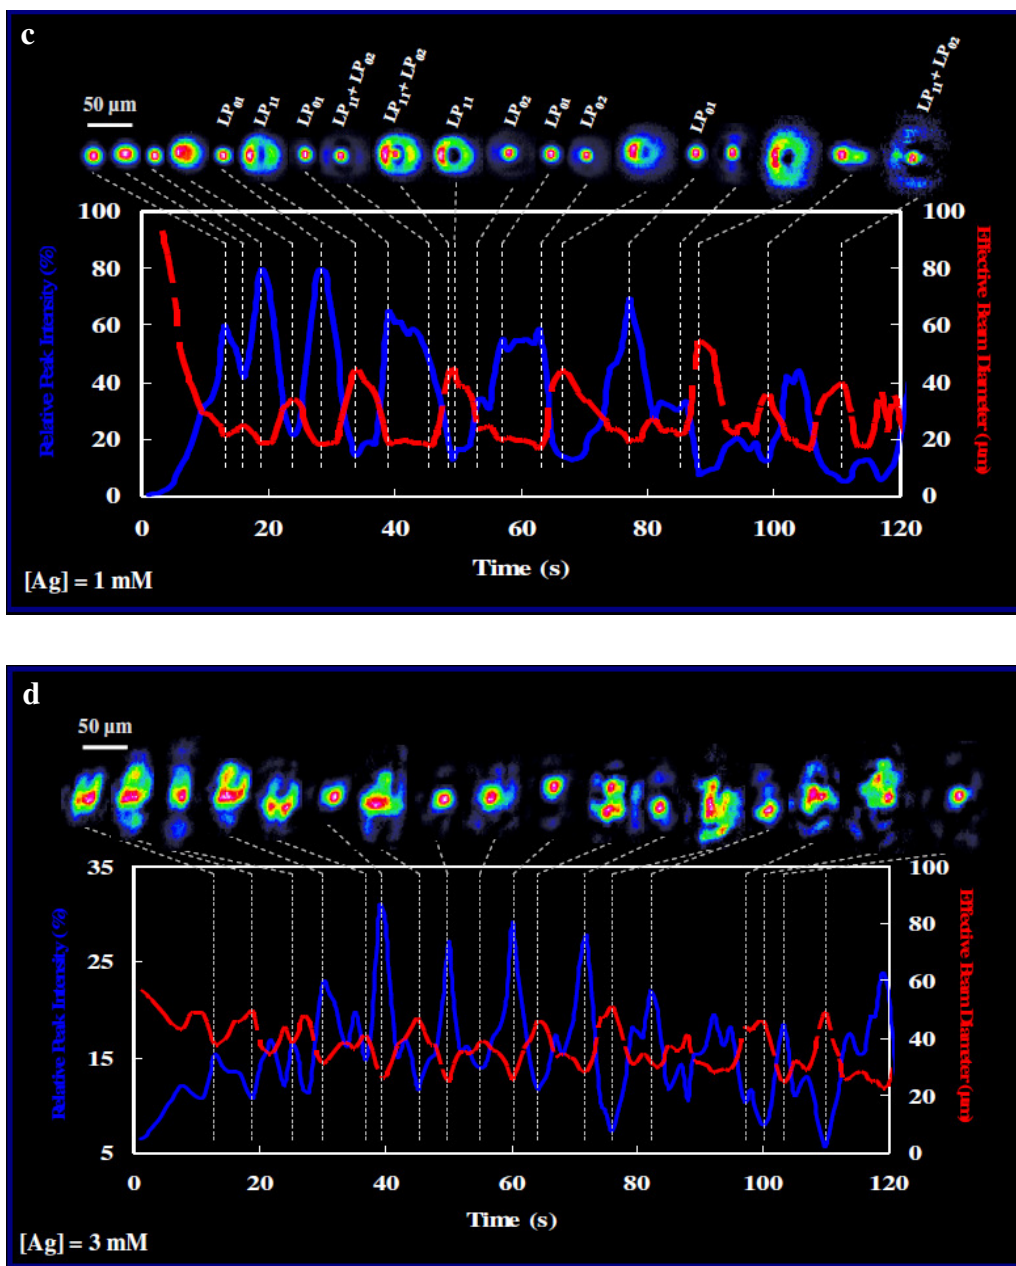 c
50 μm
LP01 LP11 LP01 LP11+ LP02 LP11+ LP02 LP11 LP02 LP01 LP02 LP01 LP11+ LP02
100 100
80 80
60 60
40 40
20 20
0 0
Relative Peak Intensity (%)
Effective Beam Diameter (μm)
0 20 40 60 80 100 120
Time (s)
[Ag] = 1 mM
d
50 μm
35 100
80
25
60
40
15
20
5 0
Relative Peak Intensity (%)
Effective Beam Diameter (μm)
0 20 40 60 80 100 120
Time (s)
[Ag] = 3 mM